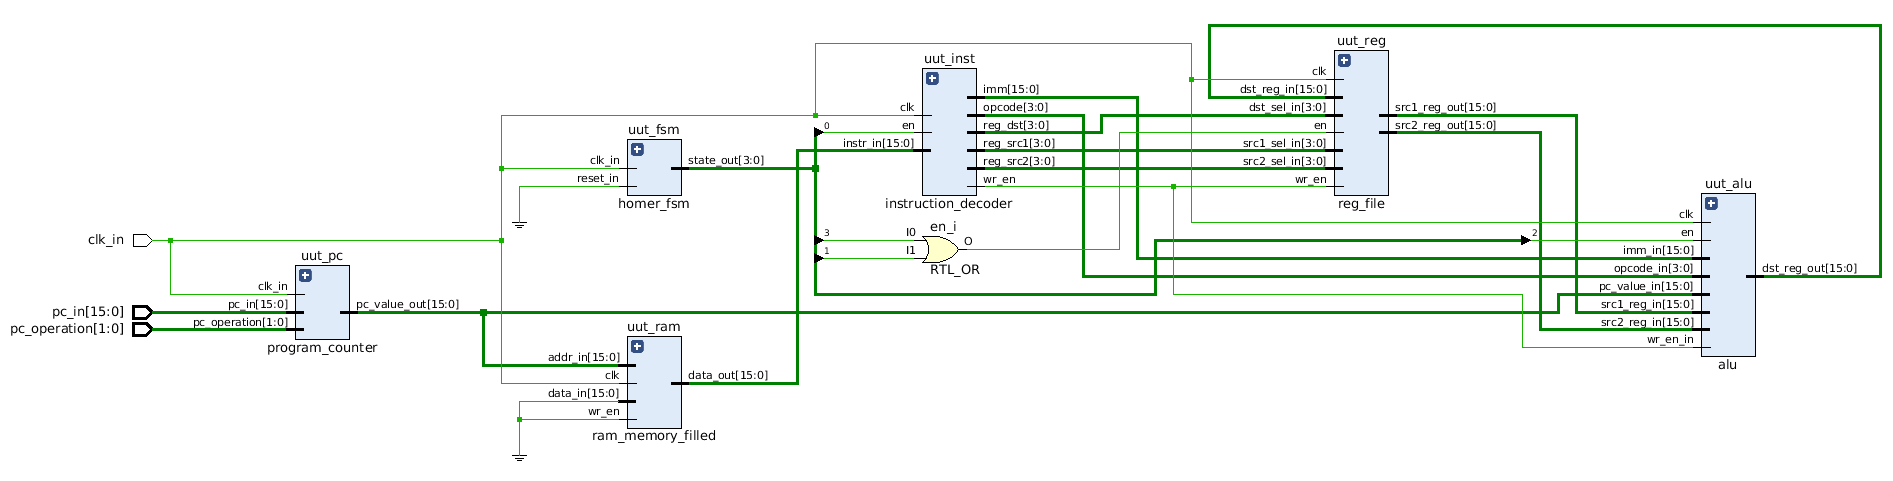 clk_in
pc_in[15:0]
pc_operation[1:0]
uut_pc
clk_in
pc_in[15:0]
pc_operation[1:0]
pc_value_out[15:0]
program_counter
uut_fsm
clk_in
reset_in
state_out[3:0]
homer_fsm
uut_ram
addr_in[15:0]
clk
data_in[15:0]
wr_en
data_out[15:0]
ram_memory_filled
uut_inst
clk
en
instr_in[15:0]
imm[15:0]
opcode[3:0]
reg_dst[3:0]
reg_src1[3:0]
reg_src2[3:0]
wr_en
instruction_decoder
0
3
1
en_i
I0
I1
O
RTL_OR
uut_reg
clk
dst_reg_in[15:0]
dst_sel_in[3:0]
en
src1_sel_in[3:0]
src2_sel_in[3:0]
wr_en
src1_reg_out[15:0]
src2_reg_out[15:0]
reg_file
2
uut_alu
clk
en
imm_in[15:0]
opcode_in[3:0]
pc_value_in[15:0]
src1_reg_in[15:0]
src2_reg_in[15:0]
wr_en_in
dst_reg_out[15:0]
alu